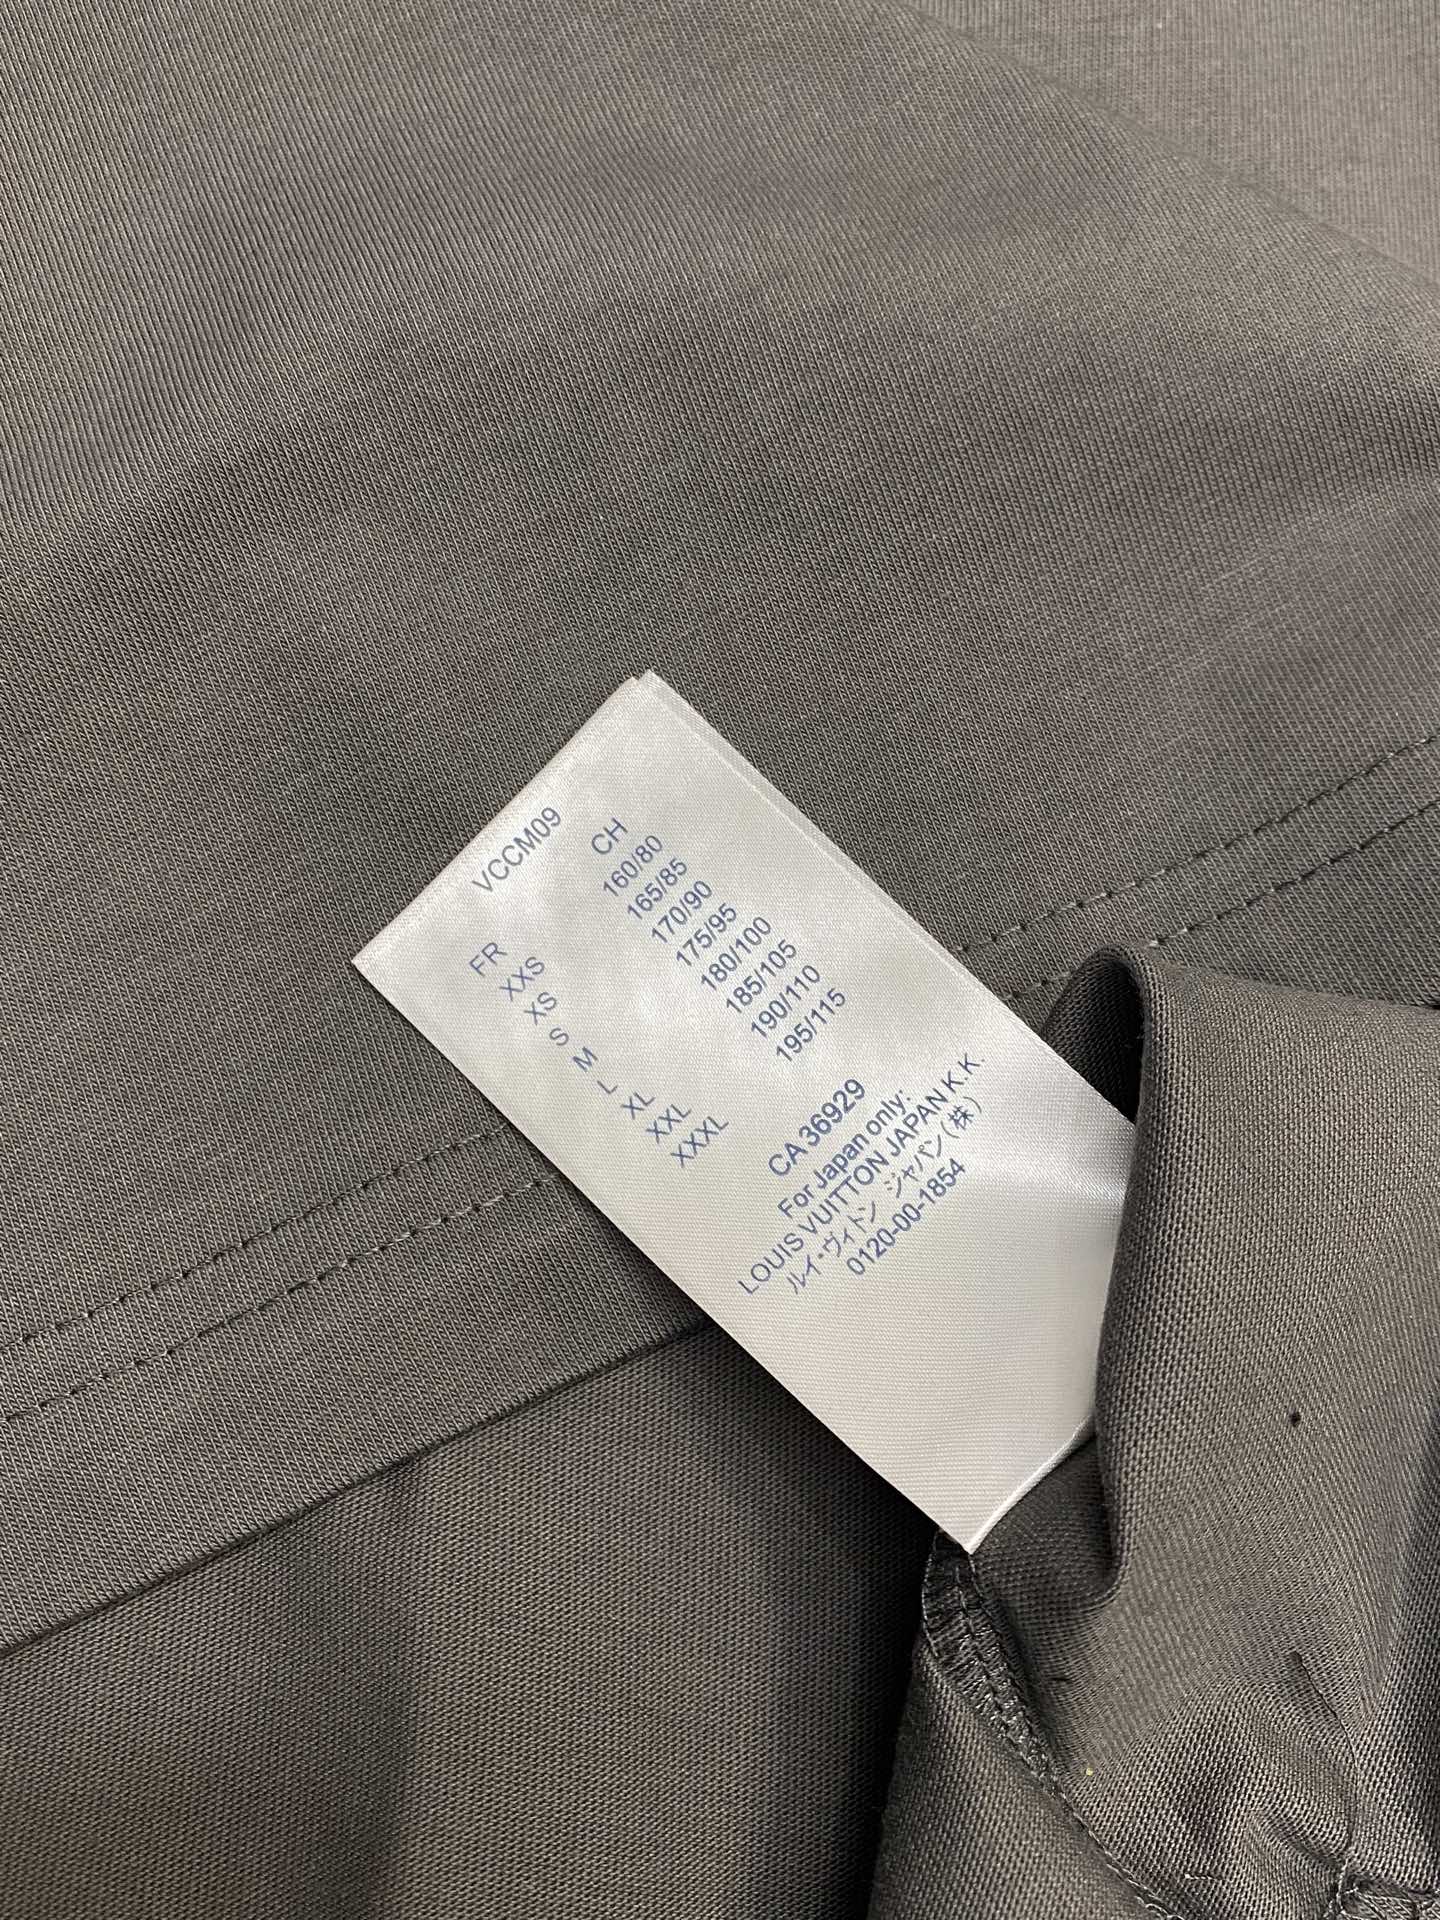 VCCM09
FR CH
XXS 160/80
XS 165/85
S 170/90
M 175/95
L 180/100
XL 185/105
XXL 190/110
XXXL 195/115
CA 36929
For Japan only:
LOUIS VUITTON JAPAN K.K.
ルイ・ヴィトン ジャパン(株)
0120-00-1854